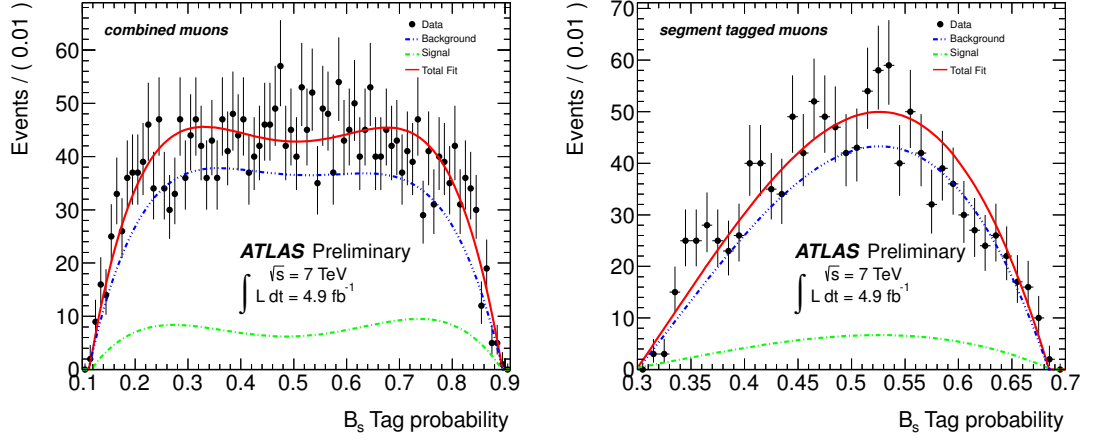 Events / ( 0.01 )
60
50
40
30
20
10
0
combined muons
Data
Background
Signal
Total Fit
ATLAS Preliminary
√s = 7 TeV
∫ L dt = 4.9 fb⁻¹
0.1 0.2 0.3 0.4 0.5 0.6 0.7 0.8 0.9
Bₛ Tag probability
Events / ( 0.01 )
70
60
50
40
30
20
10
0
segment tagged muons
Data
Background
Signal
Total Fit
ATLAS Preliminary
√s = 7 TeV
∫ L dt = 4.9 fb⁻¹
0.3 0.35 0.4 0.45 0.5 0.55 0.6 0.65 0.7
Bₛ Tag probability